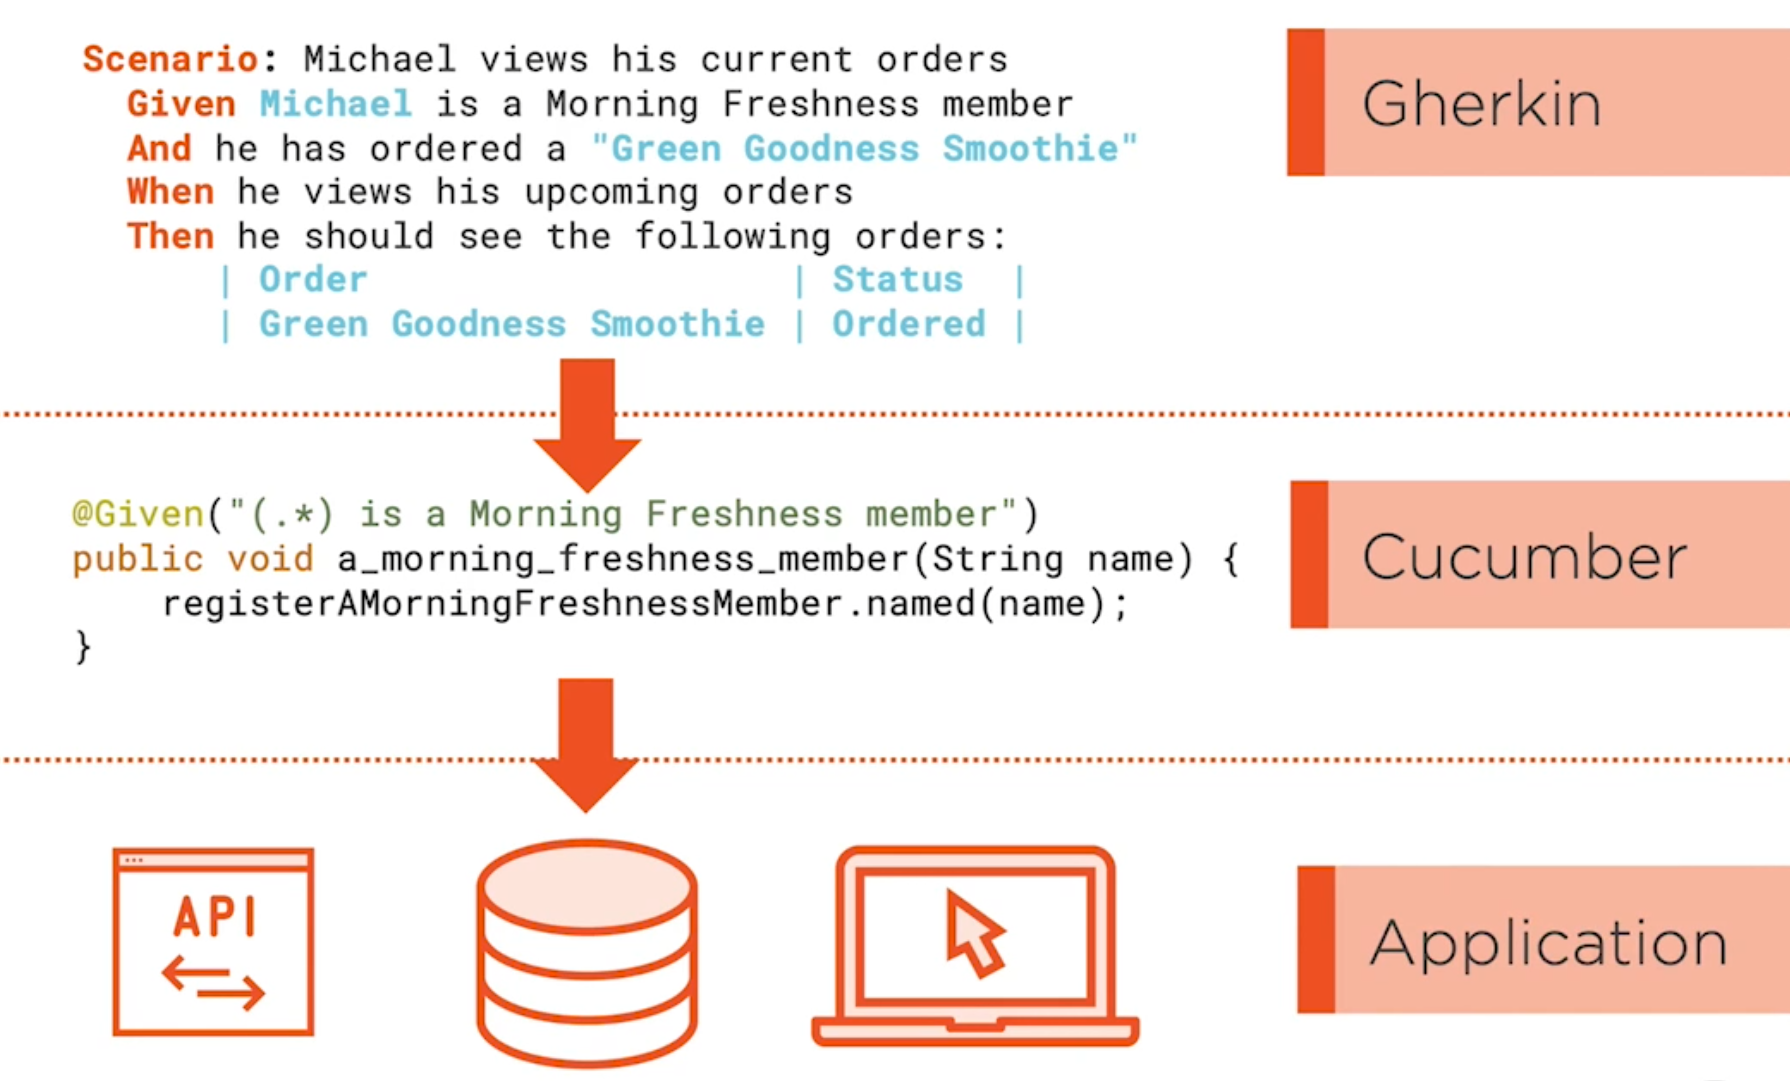 Scenario: Michael views his current orders
Given Michael is a Morning Freshness member
And he has ordered a "Green Goodness Smoothie"
When he views his upcoming orders
Then he should see the following orders:
| Order | Status |
| Green Goodness Smoothie | Ordered |
Gherkin
@Given("(.*) is a Morning Freshness member")
public void a_morning_freshness_member(String name) {
registerAMorningFreshnessMember.named(name);
}
Cucumber
API
Application